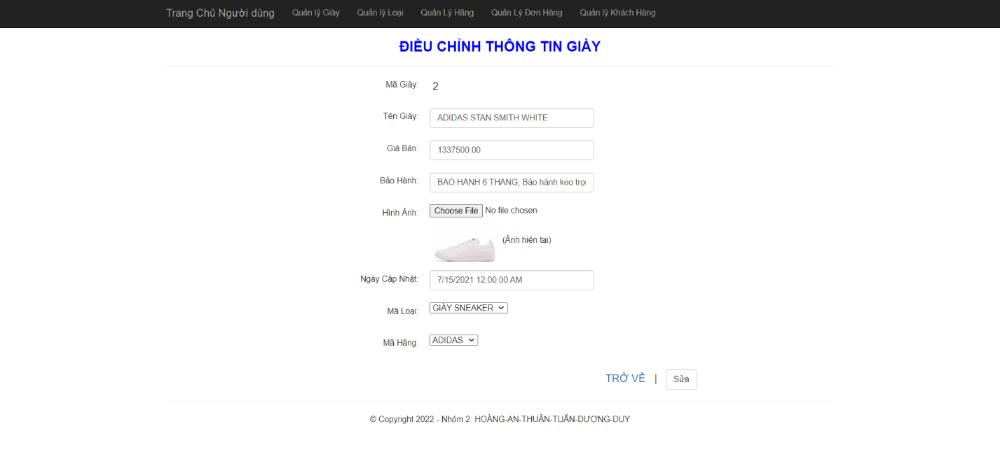 Trang Chủ Người dùng Quản lý Giày Quản lý Loại Quản Lý Hãng Quản Lý Đơn Hàng Quản lý Khách Hàng
ĐIỀU CHỈNH THÔNG TIN GIÀY
Mã Giày: 2
Tên Giày: ADIDAS STAN SMITH WHITE
Giá Bán: 1337500.00
Bảo Hành: BẢO HÀNH 6 THÁNG, Bảo hành keo
Hình Ảnh: Choose File No file chosen
(Ảnh hiện tại)
Ngày Cập Nhật: 7/15/2021 12:00:00 AM
Mã Loại: GIÀY SNEAKER
Mã Hãng: ADIDAS
TRỞ VỀ | Sửa
© Copyright 2022 - Nhóm 2: HOÀNG-AN-THUẬN-TUẤN-DƯƠNG-DUY